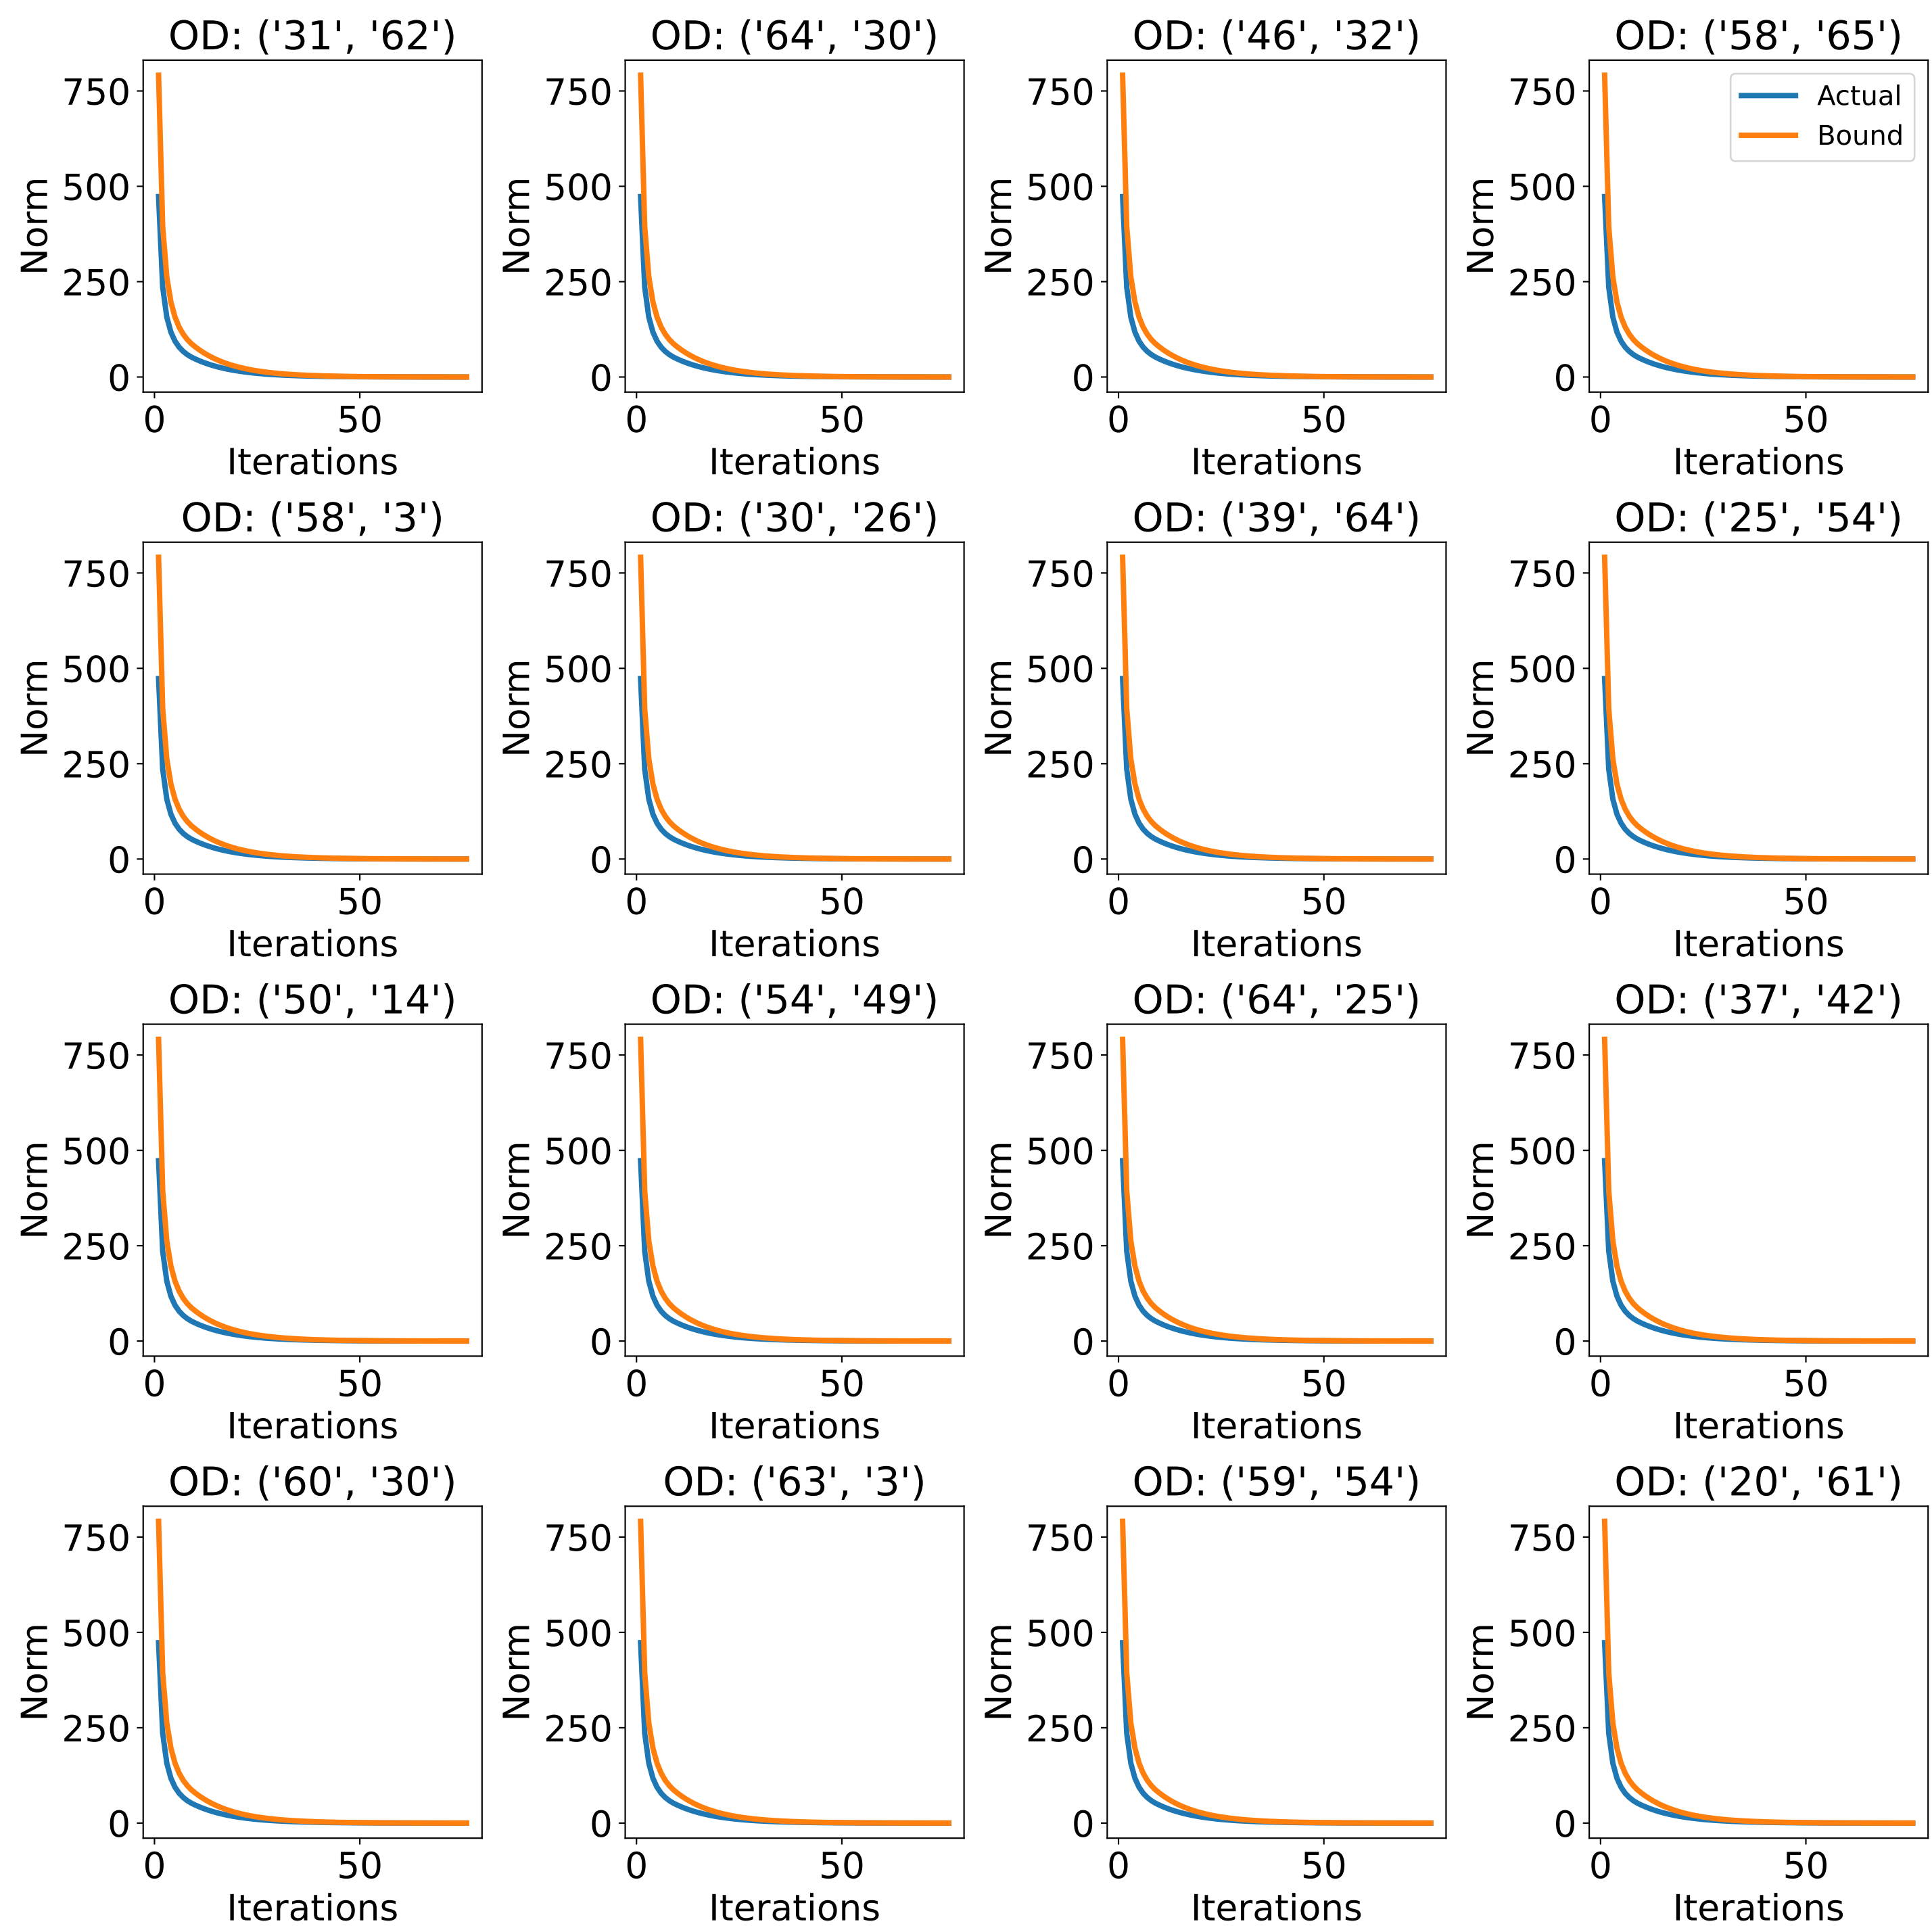 OD: ('31', '62')
750
500
250
0
Norm
0 50
Iterations
OD: ('64', '30')
750
500
250
0
Norm
0 50
Iterations
OD: ('46', '32')
750
500
250
0
Norm
0 50
Iterations
OD: ('58', '65')
750
500
250
0
Norm
Actual
Bound
0 50
Iterations
OD: ('58', '3')
750
500
250
0
Norm
0 50
Iterations
OD: ('30', '26')
750
500
250
0
Norm
0 50
Iterations
OD: ('39', '64')
750
500
250
0
Norm
0 50
Iterations
OD: ('25', '54')
750
500
250
0
Norm
0 50
Iterations
OD: ('50', '14')
750
500
250
0
Norm
0 50
Iterations
OD: ('54', '49')
750
500
250
0
Norm
0 50
Iterations
OD: ('64', '25')
750
500
250
0
Norm
0 50
Iterations
OD: ('37', '42')
750
500
250
0
Norm
0 50
Iterations
OD: ('60', '30')
750
500
250
0
Norm
0 50
Iterations
OD: ('63', '3')
750
500
250
0
Norm
0 50
Iterations
OD: ('59', '54')
750
500
250
0
Norm
0 50
Iterations
OD: ('20', '61')
750
500
250
0
Norm
0 50
Iterations